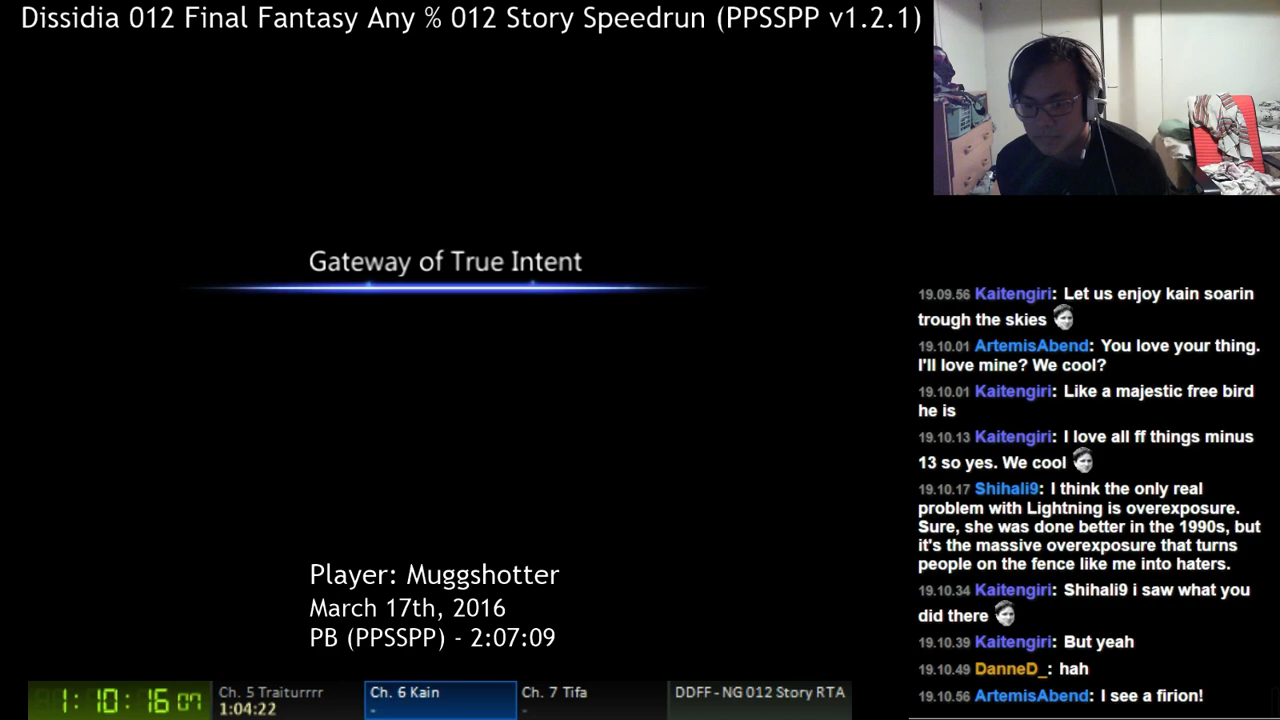 Dissidia 012 Final Fantasy Any % 012 Story Speedrun (PPSSPP v1.2.1)
Gateway of True Intent
Player: Muggshotter
March 17th, 2016
PB (PPSSPP) - 2:07:09
1:10:16 07
Ch. 5 Traiturrrr
1:04:22
Ch. 6 Kain
-
Ch. 7 Tifa
-
DDFF - NG 012 Story RTA
19.09.56 Kaitengiri: Let us enjoy kain soarin
trough the skies
19.10.01 ArtemisAbend: You love your thing.
I'll love mine? We cool?
19.10.01 Kaitengiri: Like a majestic free bird
he is
19.10.13 Kaitengiri: I love all ff things minus
13 so yes. We cool
19.10.17 Shihali9: I think the only real
problem with Lightning is overexposure.
Sure, she was done better in the 1990s, but
it's the massive overexposure that turns
people on the fence like me into haters.
19.10.34 Kaitengiri: Shihali9 i saw what you
did there
19.10.39 Kaitengiri: But yeah
19.10.49 DanneD_: hah
19.10.56 ArtemisAbend: I see a firion!